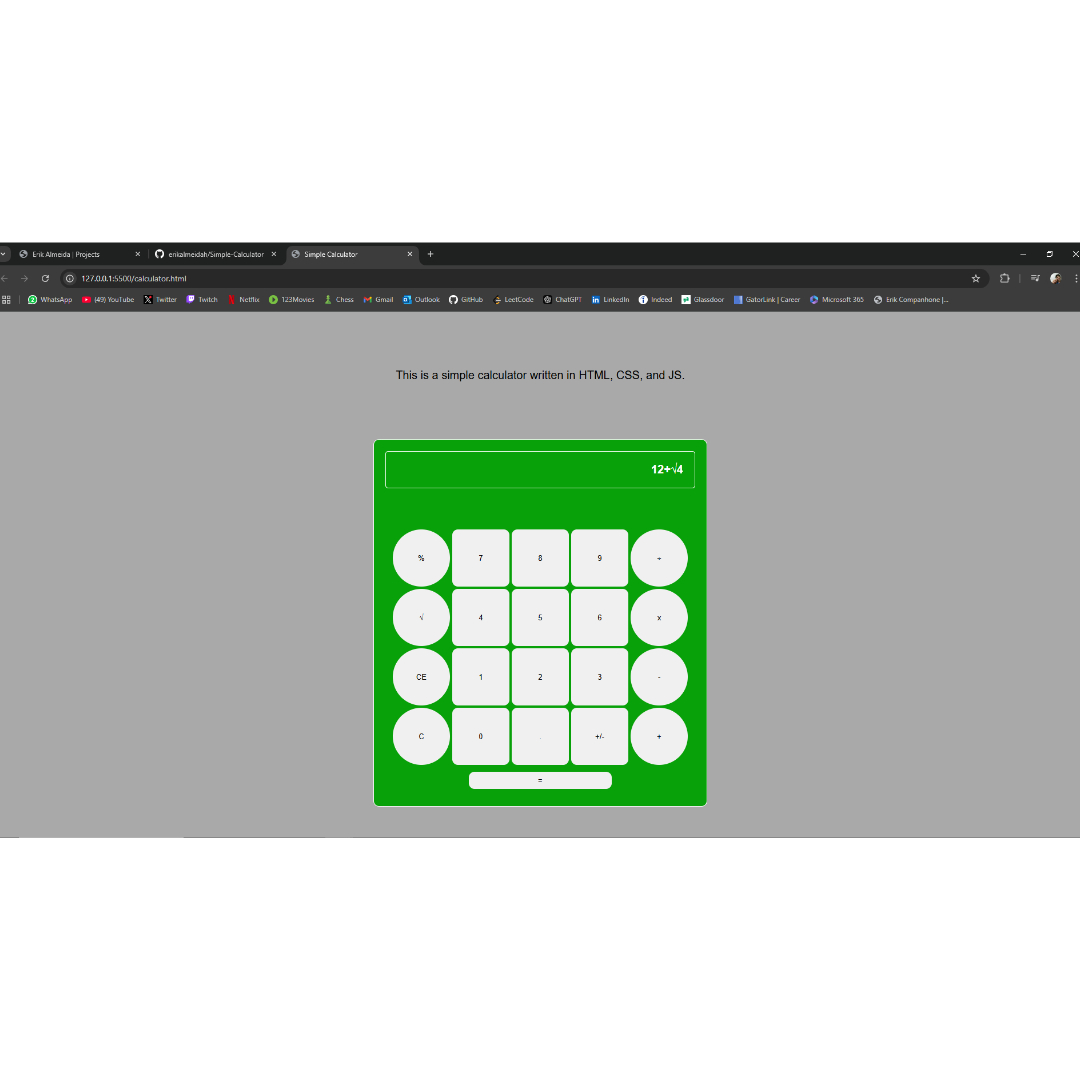 Erik Almeida | Projects
erikalmeidah/Simple-Calculator
Simple Calculator
127.0.0.1:5500/calculator.html
WhatsApp (49) YouTube Twitter Twitch Netflix 123Movies Chess Gmail Outlook GitHub LeetCode ChatGPT LinkedIn Indeed Glassdoor GatorLink | Career Microsoft 365 Erik Companhone |...
This is a simple calculator written in HTML, CSS, and JS.
12+√4
% 7 8 9 ÷
√ 4 5 6 x
CE 1 2 3 -
C 0 . +/- +
=